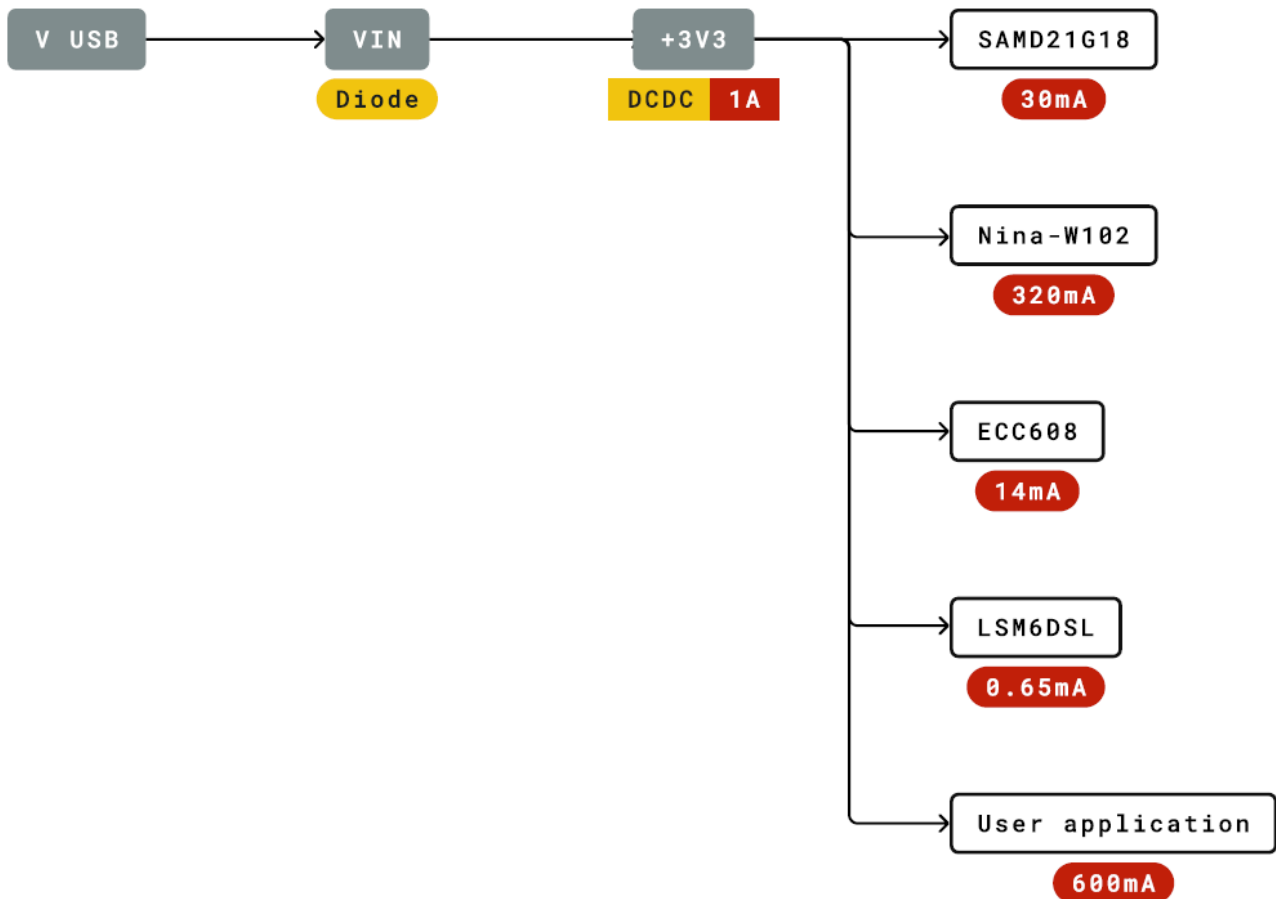 V USB
VIN
+3V3
SAMD21G18
Diode
DCDC 1A
30mA
Nina-W102
320mA
ECC608
14mA
LSM6DSL
0.65mA
User application
600mA